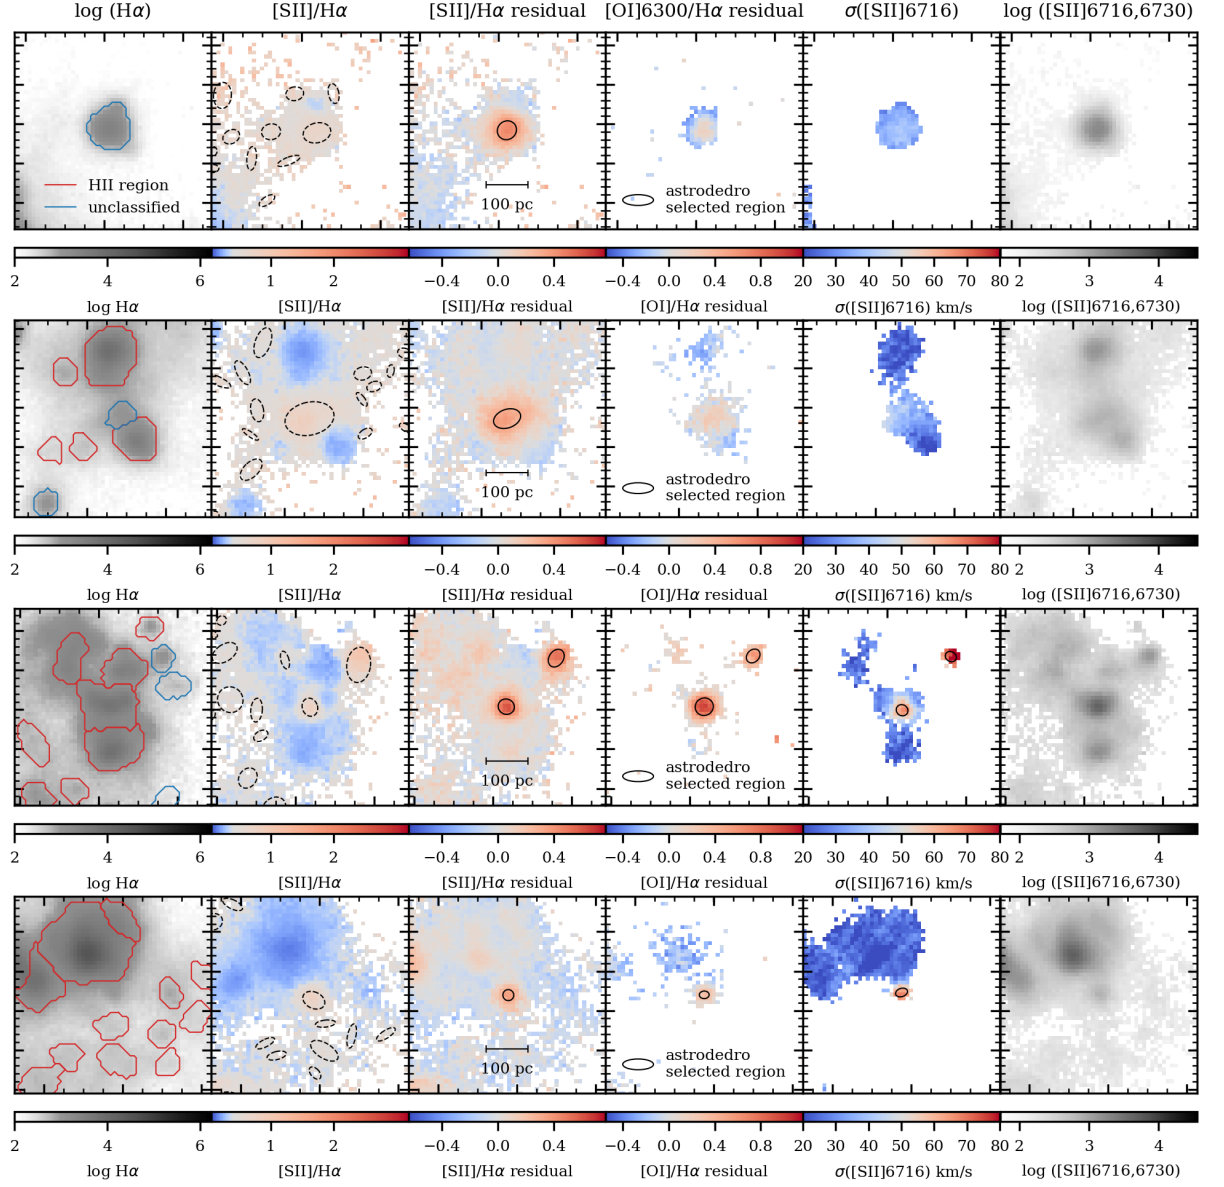 log (Hα) [SII]/Hα [SII]/Hα residual [OI]6300/Hα residual σ([SII]6716) log ([SII]6716,6730)
HII region
unclassified
100 pc
astrodedro
selected region
2 4 6 1 2 −0.4 0.0 0.4 −0.4 0.0 0.4 0.8 20 30 40 50 60 70 80 2 3 4
log Hα [SII]/Hα [SII]/Hα residual [OI]/Hα residual σ([SII]6716) km/s log ([SII]6716,6730)
100 pc
astrodedro
selected region
2 4 6 1 2 −0.4 0.0 0.4 −0.4 0.0 0.4 0.8 20 30 40 50 60 70 80 2 3 4
log Hα [SII]/Hα [SII]/Hα residual [OI]/Hα residual σ([SII]6716) km/s log ([SII]6716,6730)
100 pc
astrodedro
selected region
2 4 6 1 2 −0.4 0.0 0.4 −0.4 0.0 0.4 0.8 20 30 40 50 60 70 80 2 3 4
log Hα [SII]/Hα [SII]/Hα residual [OI]/Hα residual σ([SII]6716) km/s log ([SII]6716,6730)
100 pc
astrodedro
selected region
2 4 6 1 2 −0.4 0.0 0.4 −0.4 0.0 0.4 0.8 20 30 40 50 60 70 80 2 3 4
log Hα [SII]/Hα [SII]/Hα residual [OI]/Hα residual σ([SII]6716) km/s log ([SII]6716,6730)